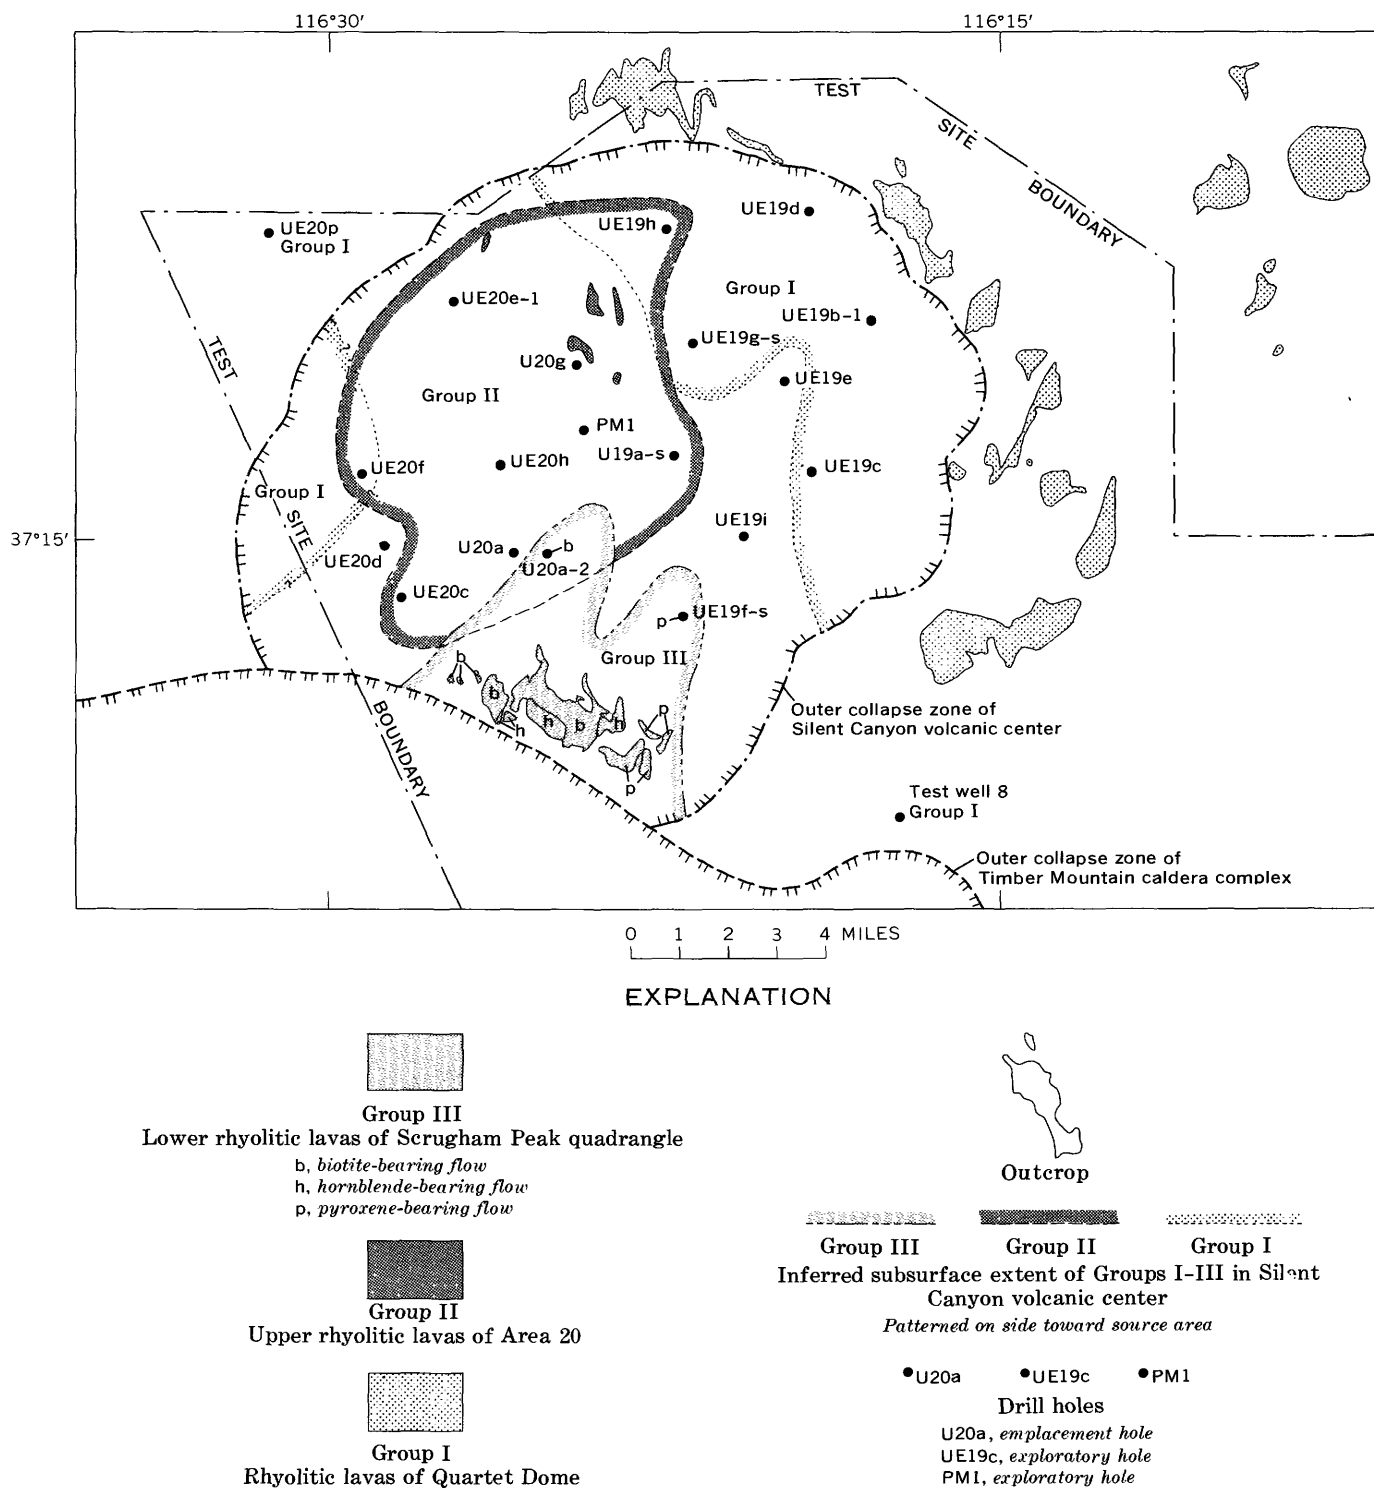 116°30′
116°15′
TEST
SITE
BOUNDARY
UE20p
Group I
UE19h
UE19d
Group I
UE20e-1
UE19b-1
UE19g-s
U20g
UE19e
TEST
Group II
PM1
U19a-s
UE20f
UE20h
UE19c
Group I
SITE
UE19i
37°15′
UE20d
U20a
b
U20a-2
UE20c
p
UE19f-s
Group III
b
b
h
h
b
h
p
p
BOUNDARY
Outer collapse zone of
Silent Canyon volcanic center
Test well 8
Group I
Outer collapse zone of
Timber Mountain caldera complex
0 1 2 3 4 MILES
EXPLANATION
Group III
Lower rhyolitic lavas of Scrugham Peak quadrangle
b, biotite-bearing flow
h, hornblende-bearing flow
p, pyroxene-bearing flow
Group II
Upper rhyolitic lavas of Area 20
Group I
Rhyolitic lavas of Quartet Dome
Outcrop
Group III Group II Group I
Inferred subsurface extent of Groups I-III in Silent
Canyon volcanic center
Patterned on side toward source area
U20a UE19c PM1
Drill holes
U20a, emplacement hole
UE19c, exploratory hole
PM1, exploratory hole